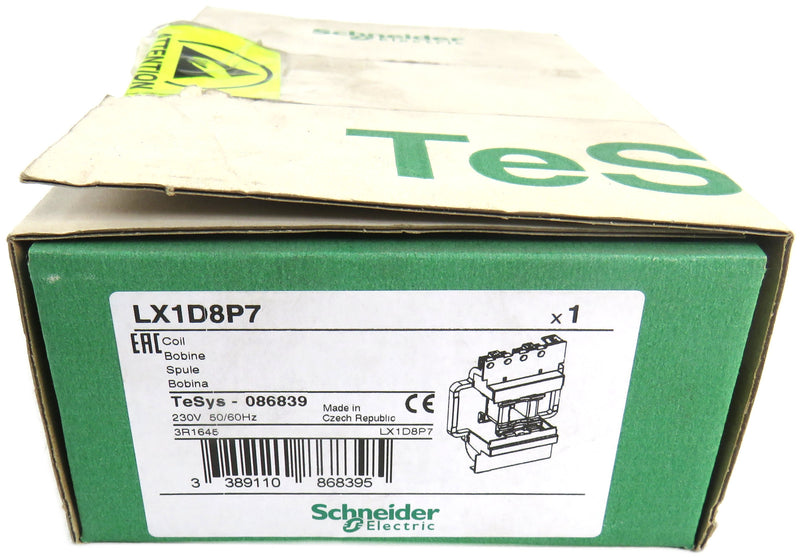 Schneider
Electric
ATTENTION
TeS
LX1D8P7 x 1
EAC Coil
Bobine
Spule
Bobina
TeSys - 086839
230V 50/60Hz
Made in
Czech Republic
CE
3R1645 LX1D8P7
3 389110 868395
Schneider
Electric